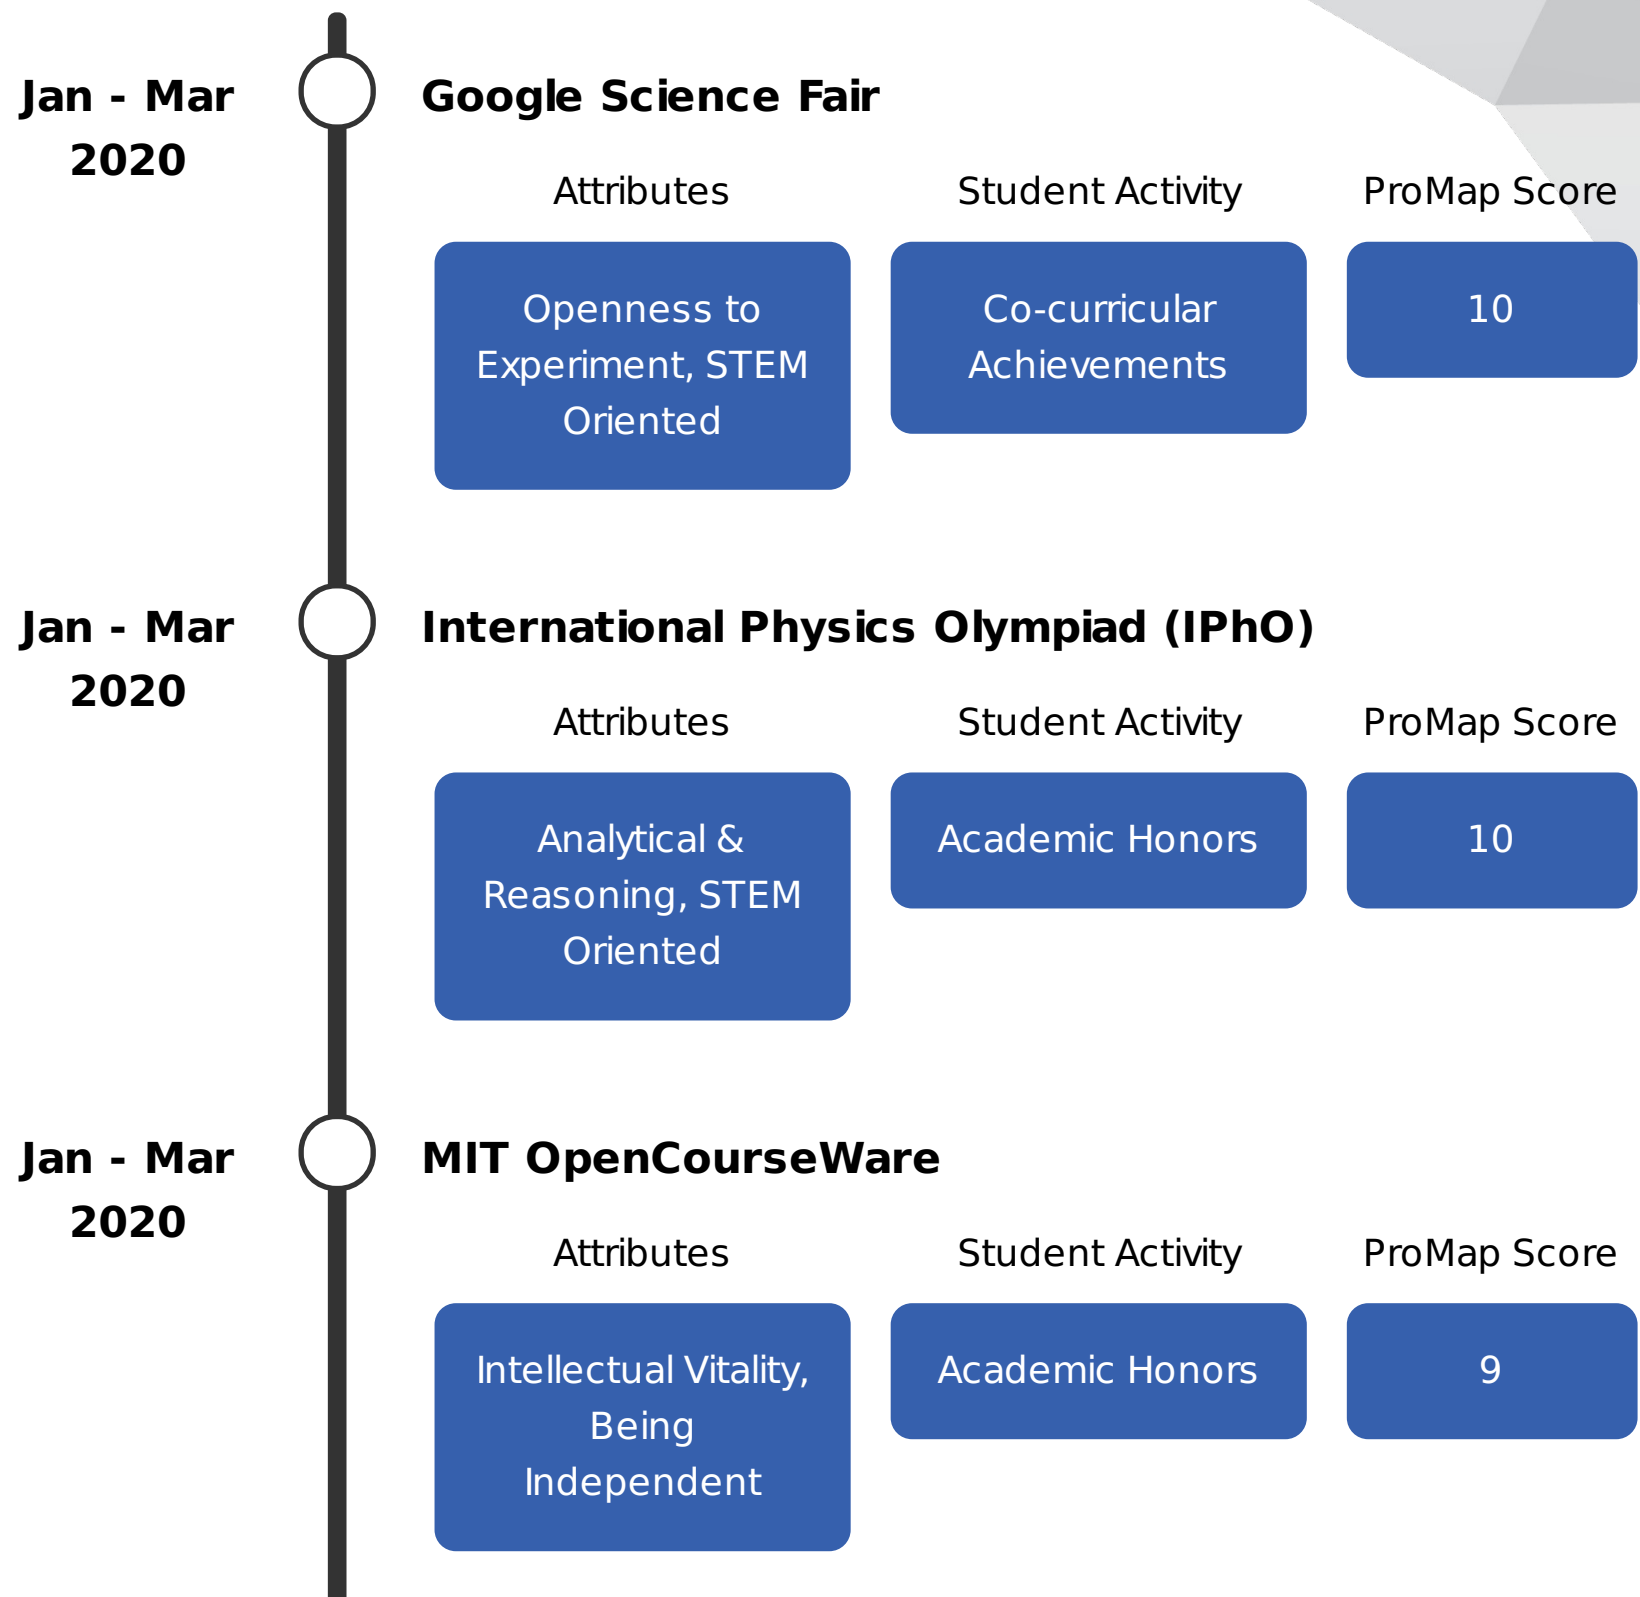 Jan - Mar
2020
Google Science Fair
Attributes
Student Activity
ProMap Score
Openness to
Experiment, STEM
Oriented
Co-curricular
Achievements
10
Jan - Mar
2020
International Physics Olympiad (IPhO)
Attributes
Student Activity
ProMap Score
Analytical &
Reasoning, STEM
Oriented
Academic Honors
10
Jan - Mar
2020
MIT OpenCourseWare
Attributes
Student Activity
ProMap Score
Intellectual Vitality,
Being
Independent
Academic Honors
9